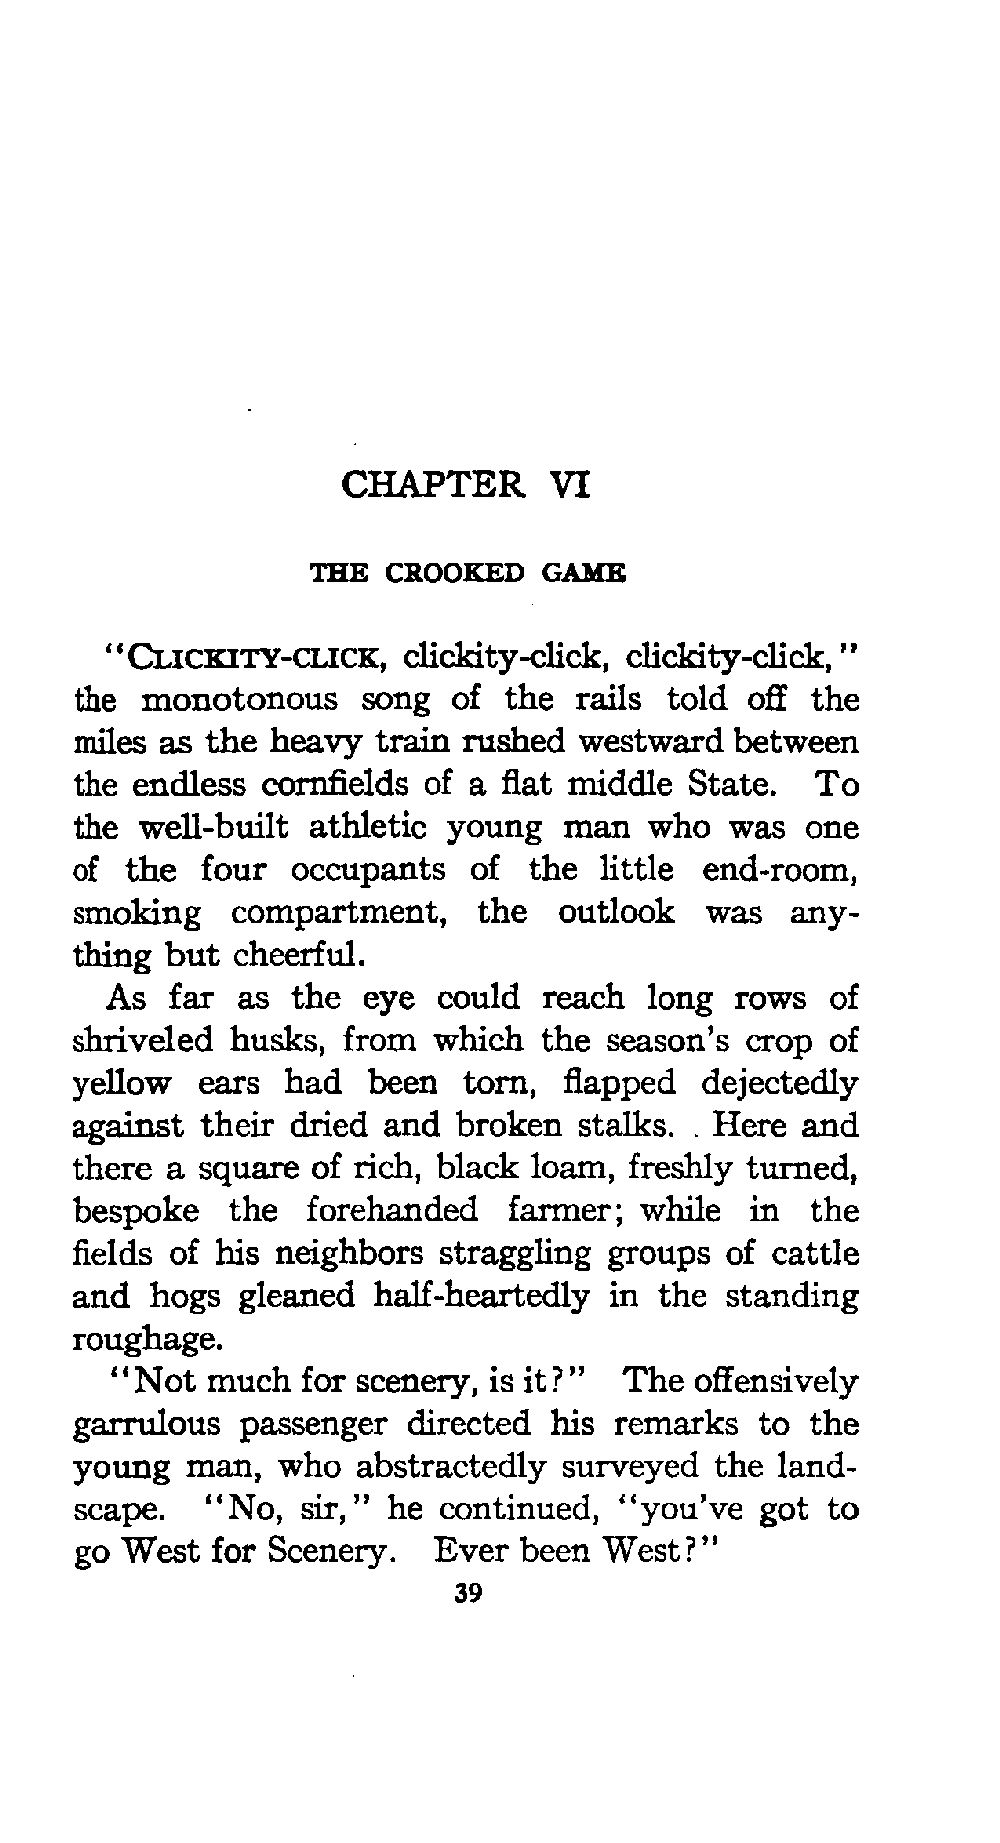 CHAPTER VI
THE CROOKED GAME
"CLICKITY-CLICK, clickity-click, clickity-click,"
the monotonous song of the rails told off the
miles as the heavy train rushed westward between
the endless cornfields of a flat middle State. To
the well-built athletic young man who was one
of the four occupants of the little end-room,
smoking compartment, the outlook was any-
thing but cheerful.
As far as the eye could reach long rows of
shriveled husks, from which the season's crop of
yellow ears had been torn, flapped dejectedly
against their dried and broken stalks. . Here and
there a square of rich, black loam, freshly turned,
bespoke the forehanded farmer; while in the
fields of his neighbors straggling groups of cattle
and hogs gleaned half-heartedly in the standing
roughage.
"Not much for scenery, is it?" The offensively
garrulous passenger directed his remarks to the
young man, who abstractedly surveyed the land-
scape. "No, sir," he continued, "you've got to
go West for Scenery. Ever been West?"
39